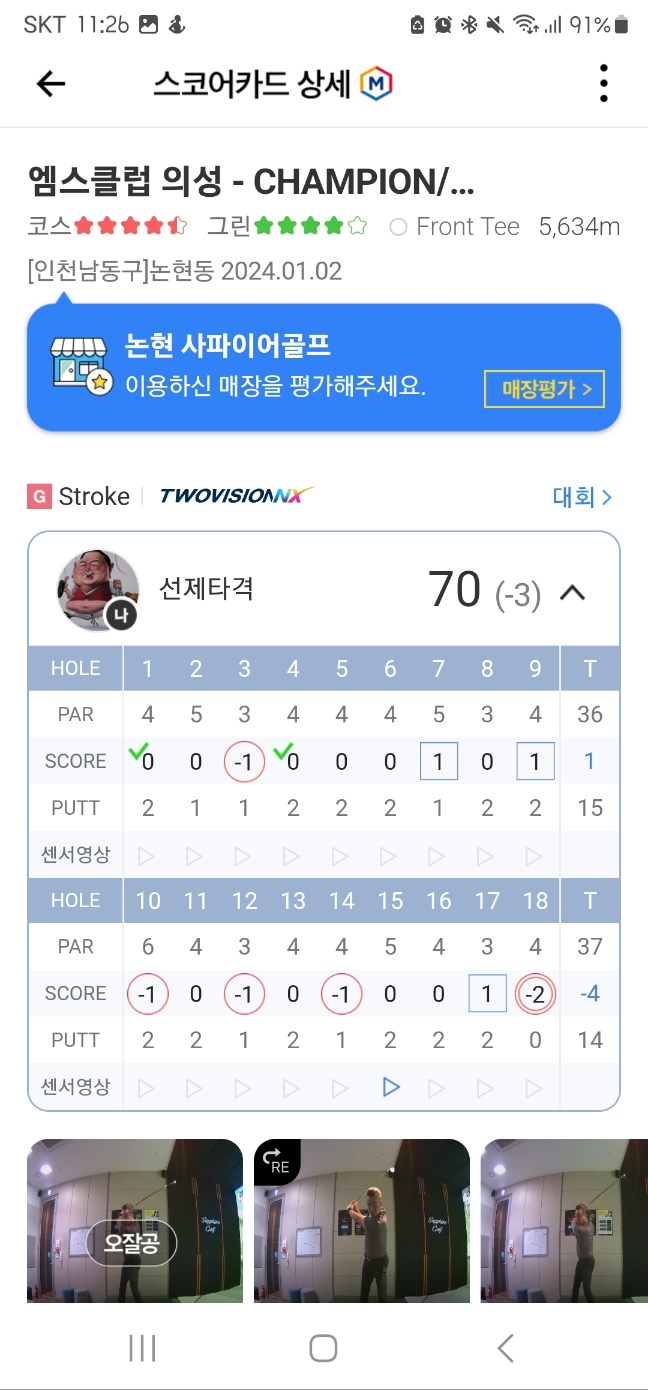 SKT 11:26 91%
스코어카드 상세 M
엠스클럽 의성 - CHAMPION/...
코스 그린 Front Tee 5,634m
[인천남동구]논현동 2024.01.02
논현 사파이어골프
이용하신 매장을 평가해주세요. 매장평가 >
G Stroke TWOVISIONNX 대회 >
나 선제타격 70 (-3)
HOLE 1 2 3 4 5 6 7 8 9 T
PAR 4 5 3 4 4 4 5 3 4 36
SCORE 0 0 -1 0 0 0 1 0 1 1
PUTT 2 1 1 2 2 2 1 2 2 15
센서영상
HOLE 10 11 12 13 14 15 16 17 18 T
PAR 6 4 3 4 4 5 4 3 4 37
SCORE -1 0 -1 0 -1 0 0 1 -2 -4
PUTT 2 2 1 2 1 2 2 2 0 14
센서영상
RE
오잘공
Sapphire Golf
Sapphire Golf